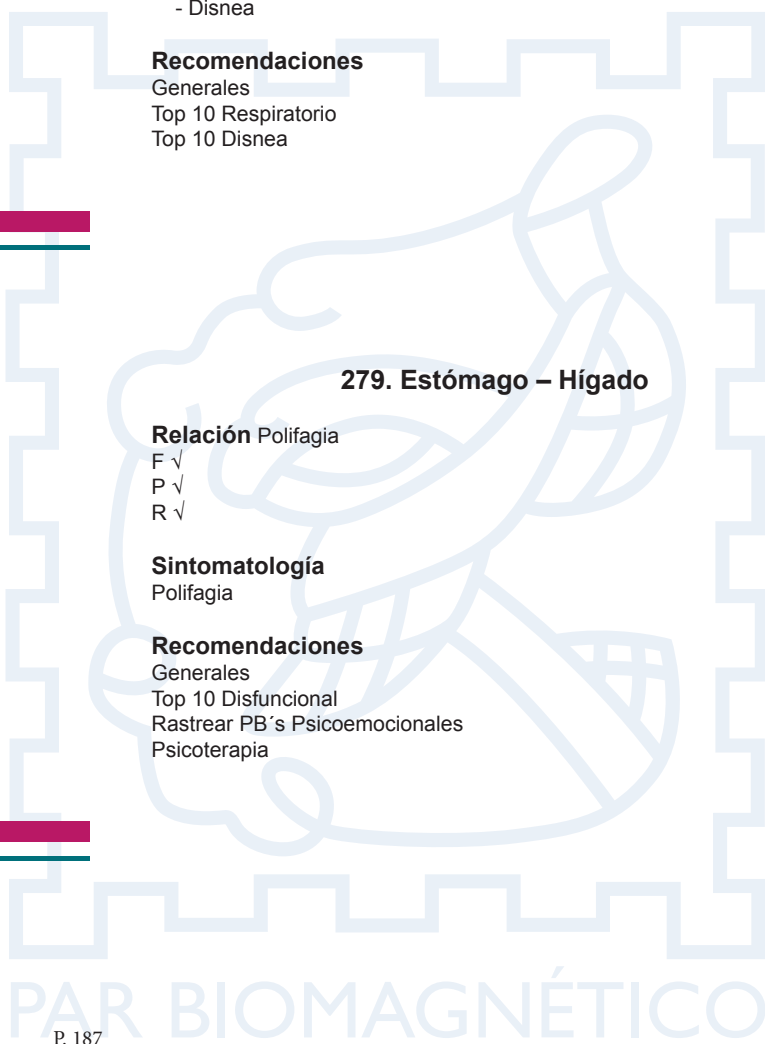 - Disnea
Recomendaciones
Generales
Top 10 Respiratorio
Top 10 Disnea
279. Estómago – Hígado
Relación Polifagia
F √
P √
R √
Sintomatología
Polifagia
Recomendaciones
Generales
Top 10 Disfuncional
Rastrear PB´s Psicoemocionales
Psicoterapia
PAR BIOMAGNÉTICO
P. 187